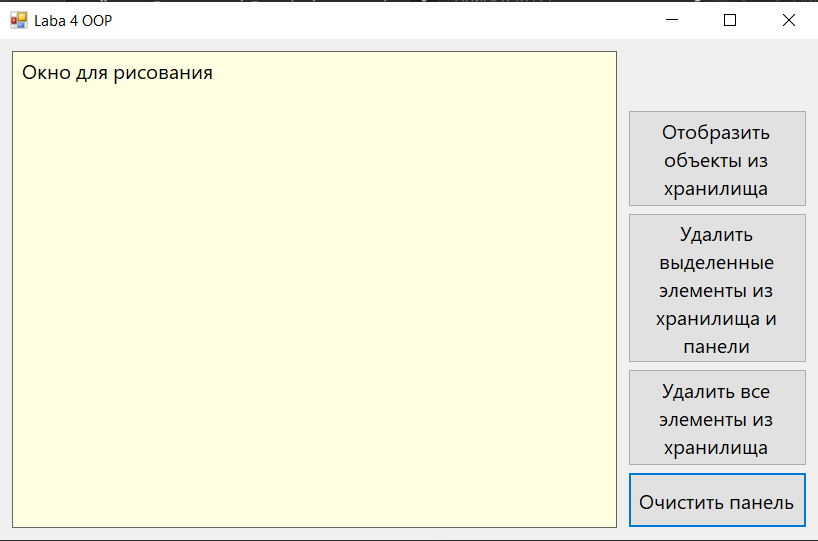 Laba 4 OOP
Окно для рисования
Отобразить
объекты из
хранилища
Удалить
выделенные
элементы из
хранилища и
панели
Удалить все
элементы из
хранилища
Очистить панель